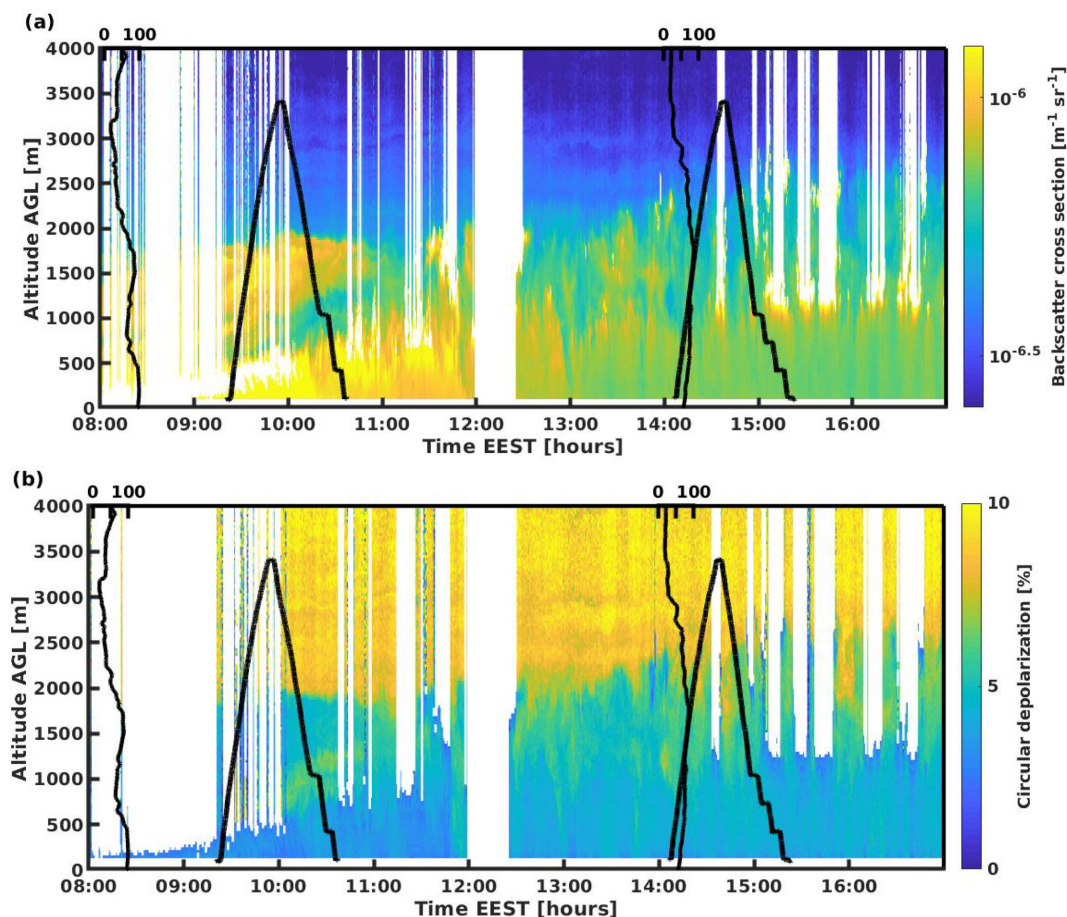 (a)
0 100
0 100
4000
3500
3000
2500
2000
1500
1000
500
0
Altitude AGL [m]
08:00 09:00 10:00 11:00 12:00 13:00 14:00 15:00 16:00
Time EEST [hours]
10-6
10-6.5
Backscatter cross section [m-1 sr-1]
(b)
0 100
0 100
4000
3500
3000
2500
2000
1500
1000
500
0
Altitude AGL [m]
08:00 09:00 10:00 11:00 12:00 13:00 14:00 15:00 16:00
Time EEST [hours]
10
5
0
Circular depolarization [%]